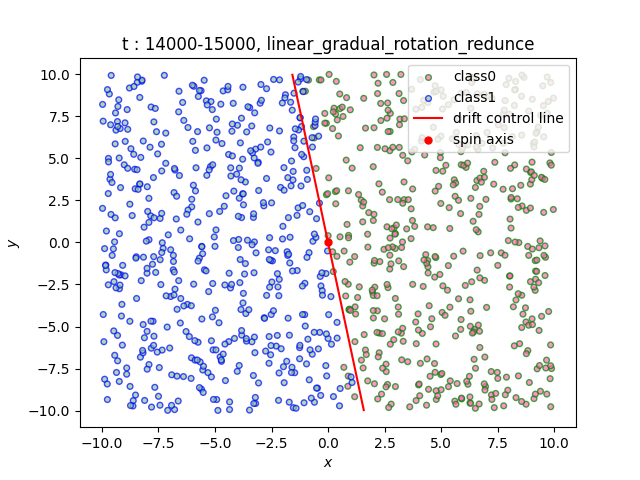 t : 14000-15000, linear_gradual_rotation_redunce
class0
class1
drift control line
spin axis
10.0
7.5
5.0
2.5
0.0
−2.5
−5.0
−7.5
−10.0
y
−10.0 −7.5 −5.0 −2.5 0.0 2.5 5.0 7.5 10.0
x